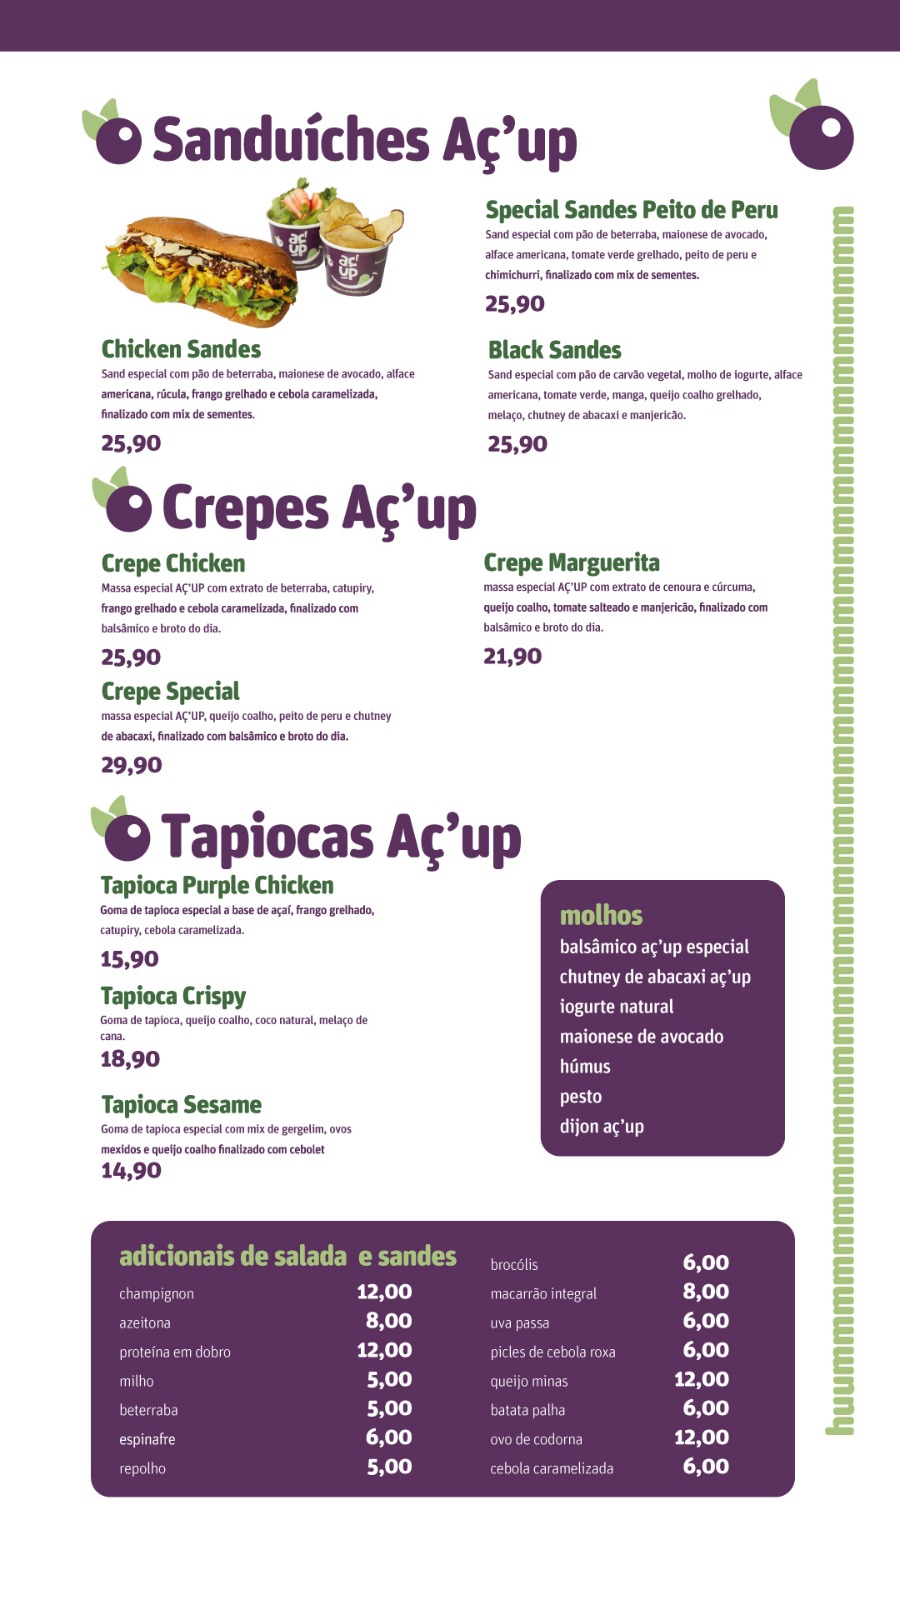 Sanduíches Aç’up
aç'
up
aç'
up
Chicken Sandes
Sand especial com pão de beterraba, maionese de avocado, alface
americana, rúcula, frango grelhado e cebola caramelizada,
finalizado com mix de sementes.
25,90
Special Sandes Peito de Peru
Sand especial com pão de beterraba, maionese de avocado,
alface americana, tomate verde grelhado, peito de peru e
chimichurri, finalizado com mix de sementes.
25,90
Black Sandes
Sand especial com pão de carvão vegetal, molho de iogurte, alface
americana, tomate verde, manga, queijo coalho grelhado,
melaço, chutney de abacaxi e manjericão.
25,90
Crepes Aç’up
Crepe Chicken
Massa especial AÇ’UP com extrato de beterraba, catupiry,
frango grelhado e cebola caramelizada, finalizado com
balsâmico e broto do dia.
25,90
Crepe Marguerita
massa especial AÇ’UP com extrato de cenoura e cúrcuma,
queijo coalho, tomate salteado e manjericão, finalizado com
balsâmico e broto do dia.
21,90
Crepe Special
massa especial AÇ’UP, queijo coalho, peito de peru e chutney
de abacaxi, finalizado com balsâmico e broto do dia.
29,90
Tapiocas Aç’up
Tapioca Purple Chicken
Goma de tapioca especial a base de açaí, frango grelhado,
catupiry, cebola caramelizada.
15,90
Tapioca Crispy
Goma de tapioca, queijo coalho, coco natural, melaço de
cana.
18,90
Tapioca Sesame
Goma de tapioca especial com mix de gergelim, ovos
mexidos e queijo coalho finalizado com cebolet
14,90
molhos
balsâmico aç’up especial
chutney de abacaxi aç’up
iogurte natural
maionese de avocado
húmus
pesto
dijon aç’up
adicionais de salada e sandes
champignon 12,00
azeitona 8,00
proteína em dobro 12,00
milho 5,00
beterraba 5,00
espinafre 6,00
repolho 5,00
brocólis 6,00
macarrão integral 8,00
uva passa 6,00
picles de cebola roxa 6,00
queijo minas 12,00
batata palha 6,00
ovo de codorna 12,00
cebola caramelizada 6,00